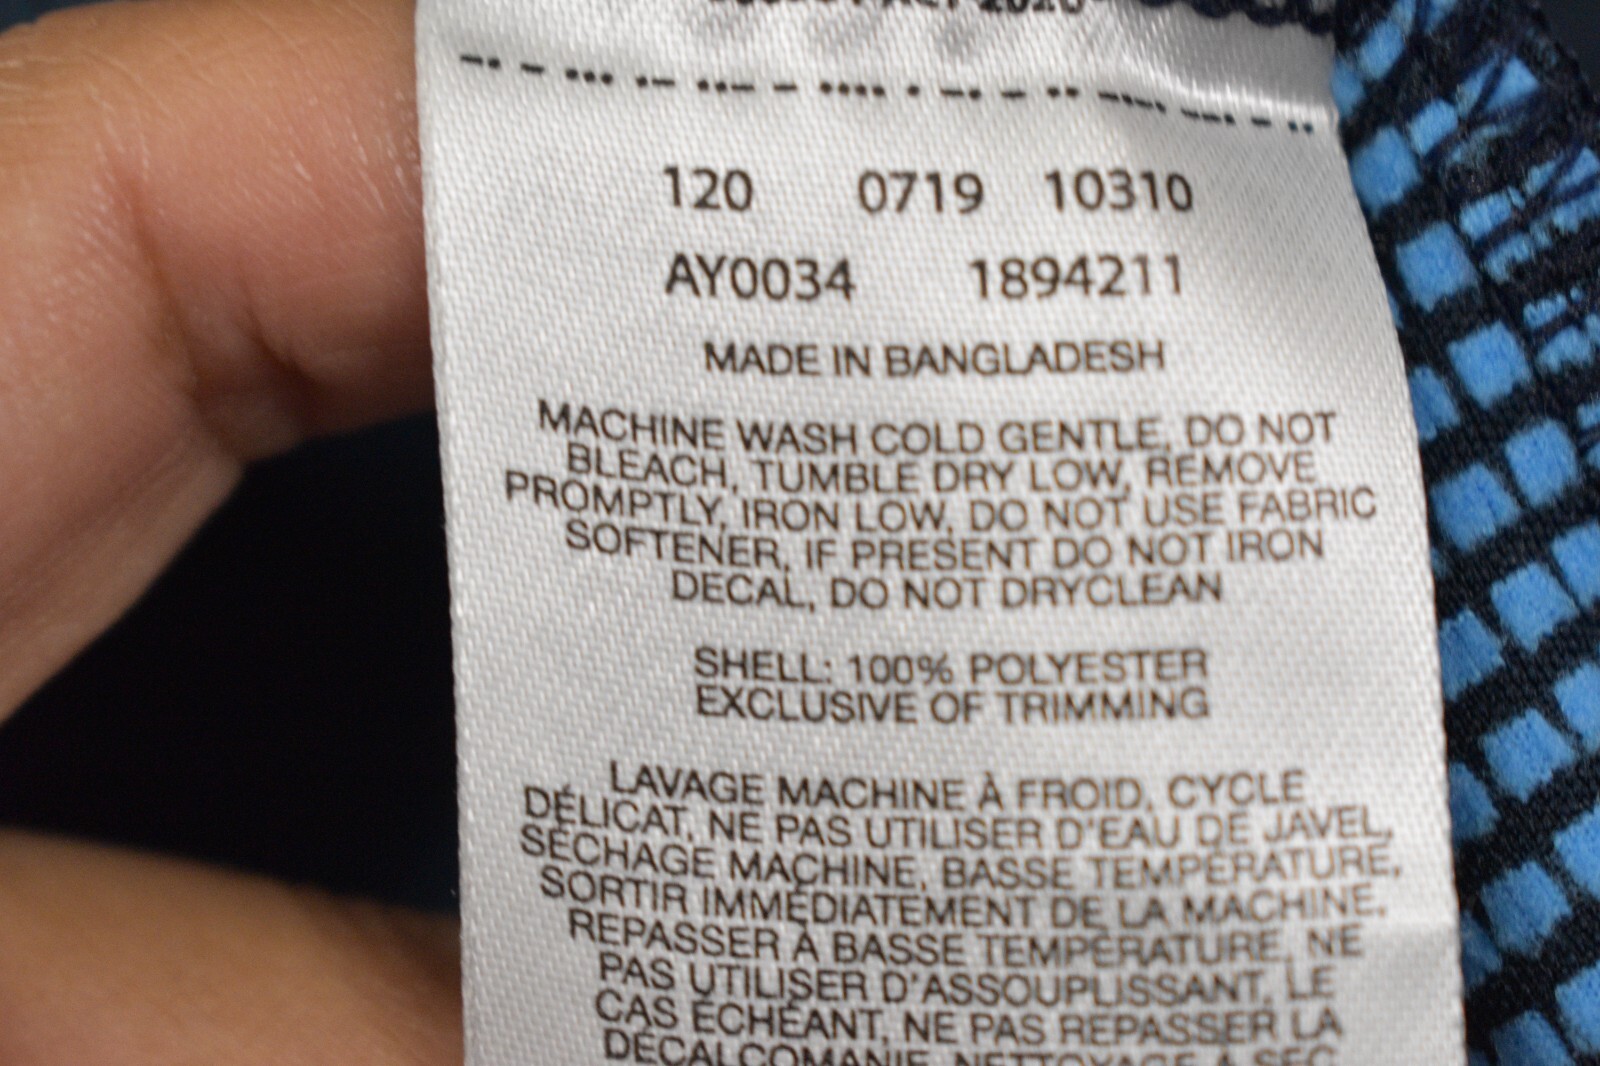 120 0719 10310
AY0034 1894211
MADE IN BANGLADESH
MACHINE WASH COLD GENTLE, DO NOT
BLEACH, TUMBLE DRY LOW, REMOVE
PROMPTLY, IRON LOW, DO NOT USE FABRIC
SOFTENER, IF PRESENT DO NOT IRON
DECAL, DO NOT DRYCLEAN
SHELL: 100% POLYESTER
EXCLUSIVE OF TRIMMING
LAVAGE MACHINE À FROID, CYCLE
DÉLICAT, NE PAS UTILISER D'EAU DE JAVEL,
SÉCHAGE MACHINE, BASSE TEMPÉRATURE,
SORTIR IMMÉDIATEMENT DE LA MACHINE,
REPASSER À BASSE TEMPÉRATURE, NE
PAS UTILISER D'ASSOUPLISSANT, LE
CAS ÉCHÉANT, NE PAS REPASSER LA
DÉCALCOMANIE, NETTOYAGE À SEC